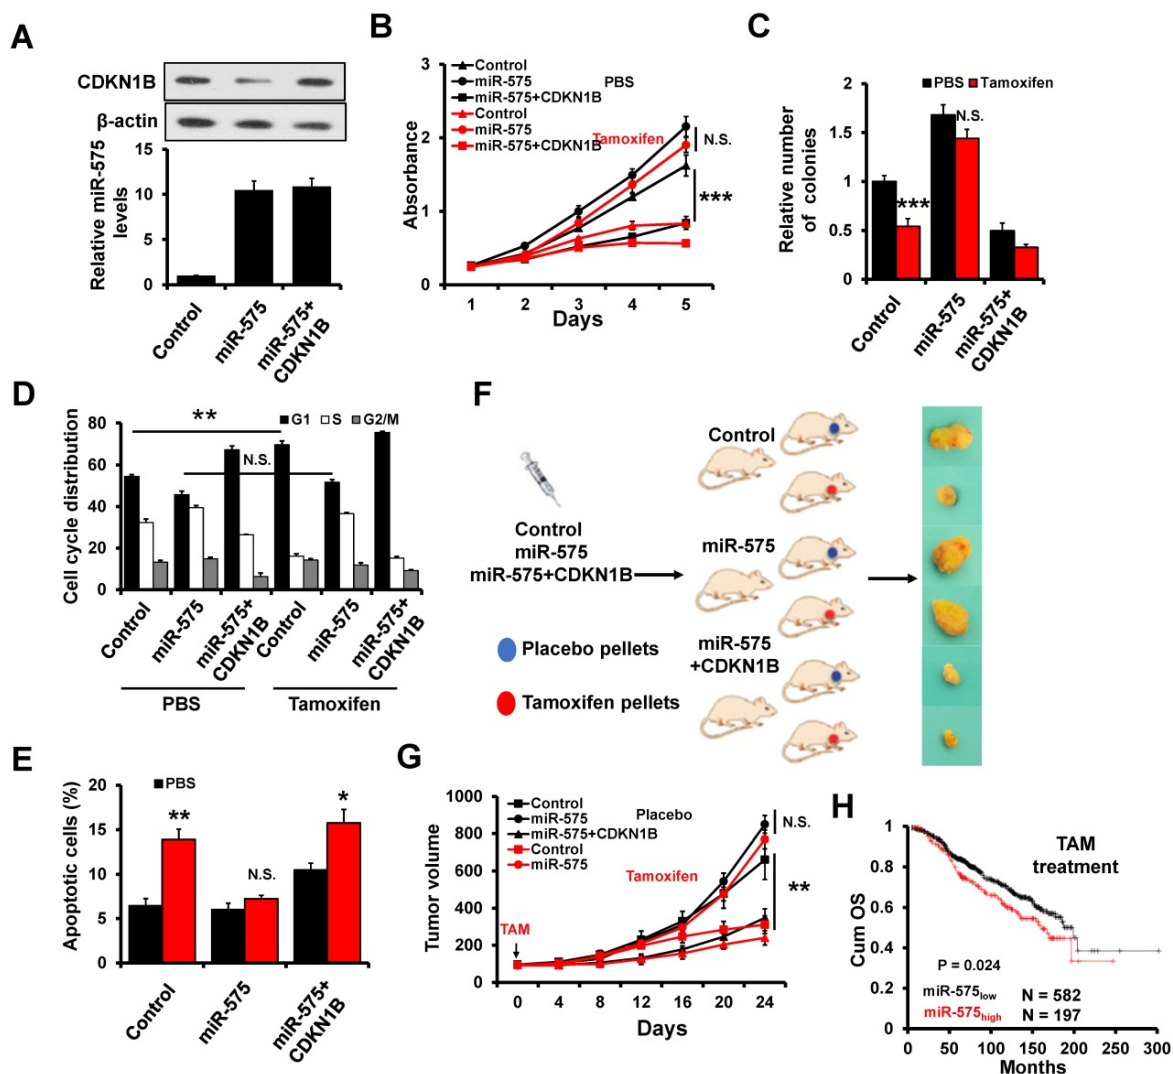 A
CDKN1B
β-actin
Relative miR-575
levels
15
10
5
0
Control
miR-575
miR-575+
CDKN1B
B
Absorbance
3
2
1
0
Control
miR-575
miR-575+CDKN1B
Control
miR-575
miR-575+CDKN1B
PBS
Tamoxifen
N.S.
***
1 2 3 4 5
Days
C
PBS Tamoxifen
Relative number
of colonies
2
1.5
1
0.5
0
***
N.S.
Control
miR-575
miR-575+
CDKN1B
D
Cell cycle distribution
80
60
40
20
0
**
G1 S G2/M
N.S.
Control
miR-575
miR-575+
CDKN1B
Control
miR-575
miR-575+
CDKN1B
PBS Tamoxifen
F
Control
miR-575
miR-575+CDKN1B
Placebo pellets
Tamoxifen pellets
Control
miR-575
miR-575
+CDKN1B
E
Apoptotic cells (%)
20
15
10
5
0
PBS
**
N.S.
*
Control
miR-575
miR-575+
CDKN1B
G
Tumor volume
1000
800
600
400
200
0
Control
miR-575
miR-575+CDKN1B
Control
miR-575
Placebo
Tamoxifen
N.S.
**
TAM
0 4 8 12 16 20 24
Days
H
Cum OS
1
0.8
0.6
0.4
0.2
0
TAM
treatment
P = 0.024
miR-575low N = 582
miR-575high N = 197
0 50 100 150 200 250 300
Months